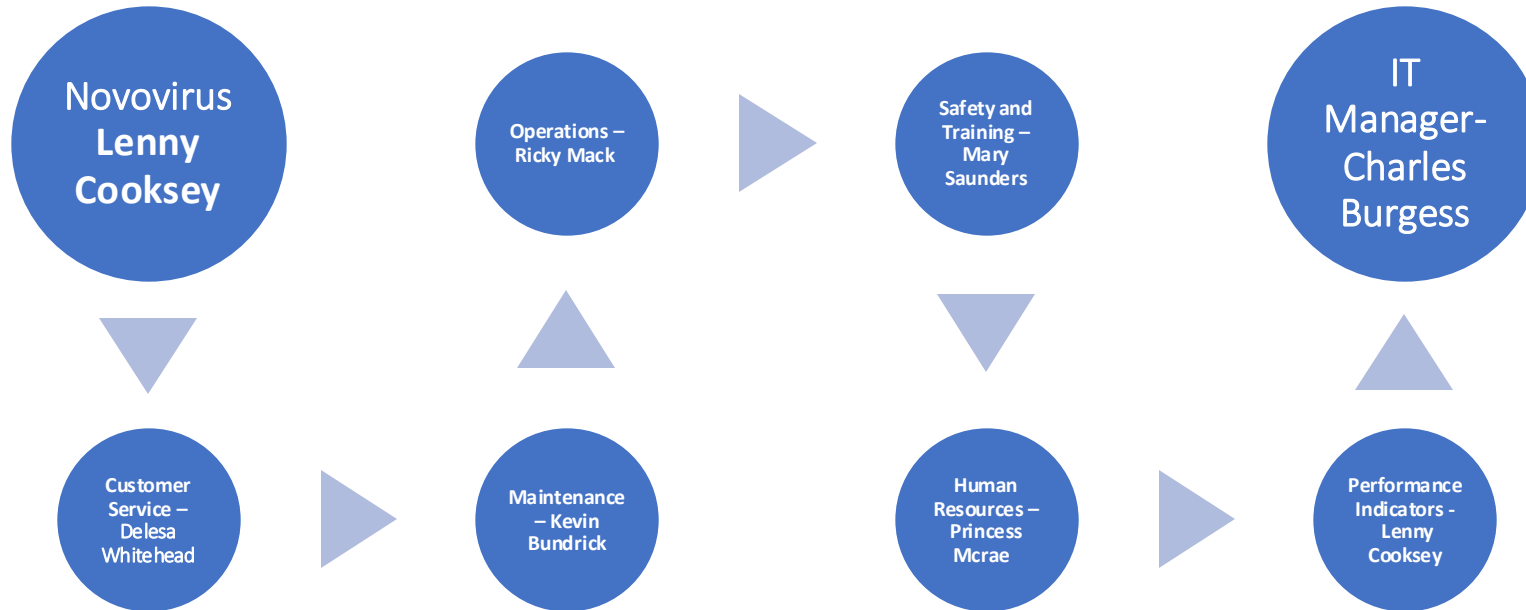 Novovirus
Lenny
Cooksey
Customer
Service –
Delesa
Whitehead
Maintenance
– Kevin
Bundrick
Operations –
Ricky Mack
Safety and
Training –
Mary
Saunders
Human
Resources –
Princess
Mcrae
Performance
Indicators -
Lenny
Cooksey
IT
Manager-
Charles
Burgess